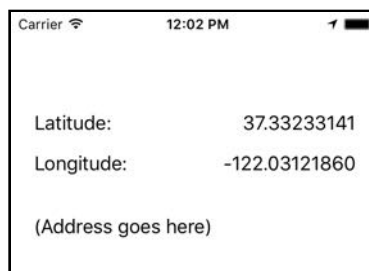 Carrier 12:02 PM
Latitude: 37.33233141
Longitude: -122.03121860
(Address goes here)